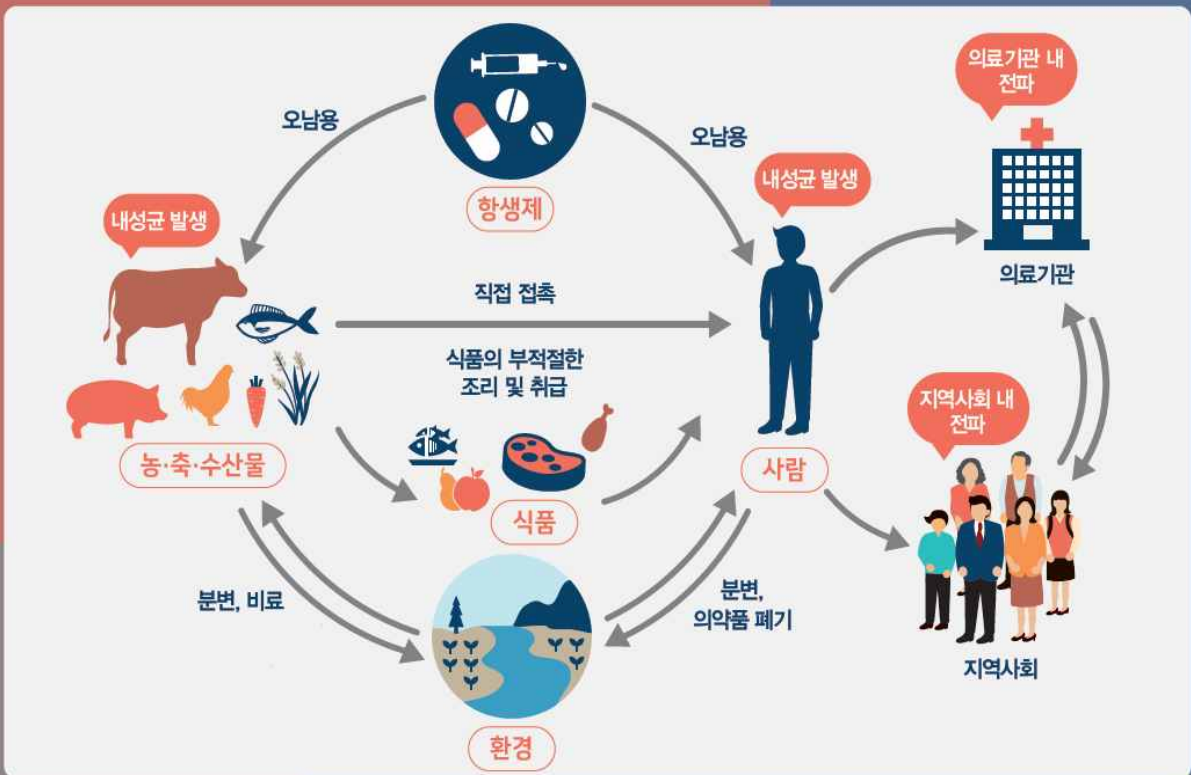 오남용
항생제
오남용
의료기관 내
전파
내성균 발생
내성균 발생
의료기관
직접 접촉
식품의 부적절한
조리 및 취급
지역사회 내
전파
농·축·수산물
식품
사람
분변, 비료
분변,
의약품 폐기
지역사회
환경